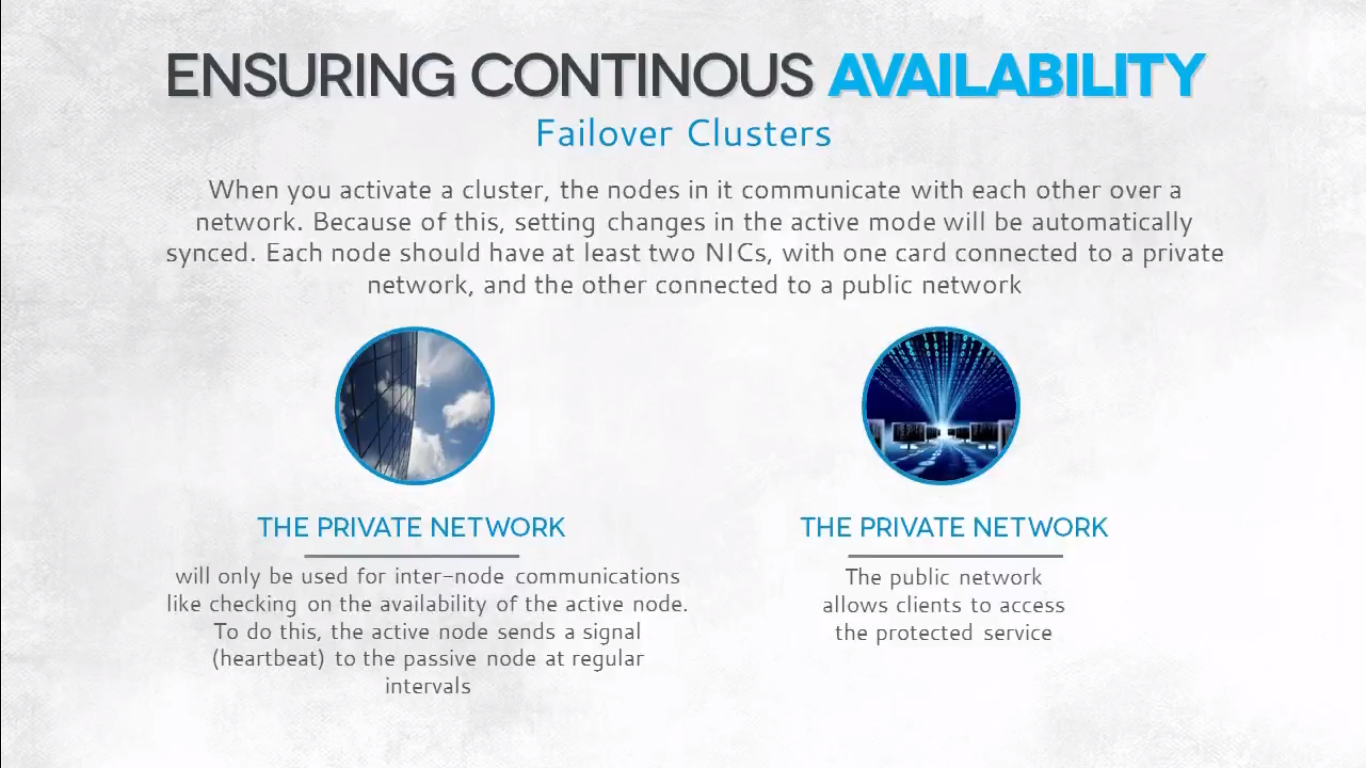 ENSURING CONTINOUS AVAILABILITY
Failover Clusters
When you activate a cluster, the nodes in it communicate with each other over a
network. Because of this, setting changes in the active mode will be automatically
synced. Each node should have at least two NICs, with one card connected to a private
network, and the other connected to a public network
THE PRIVATE NETWORK
will only be used for inter-node communications
like checking on the availability of the active node.
To do this, the active node sends a signal
(heartbeat) to the passive node at regular
intervals
THE PRIVATE NETWORK
The public network
allows clients to access
the protected service